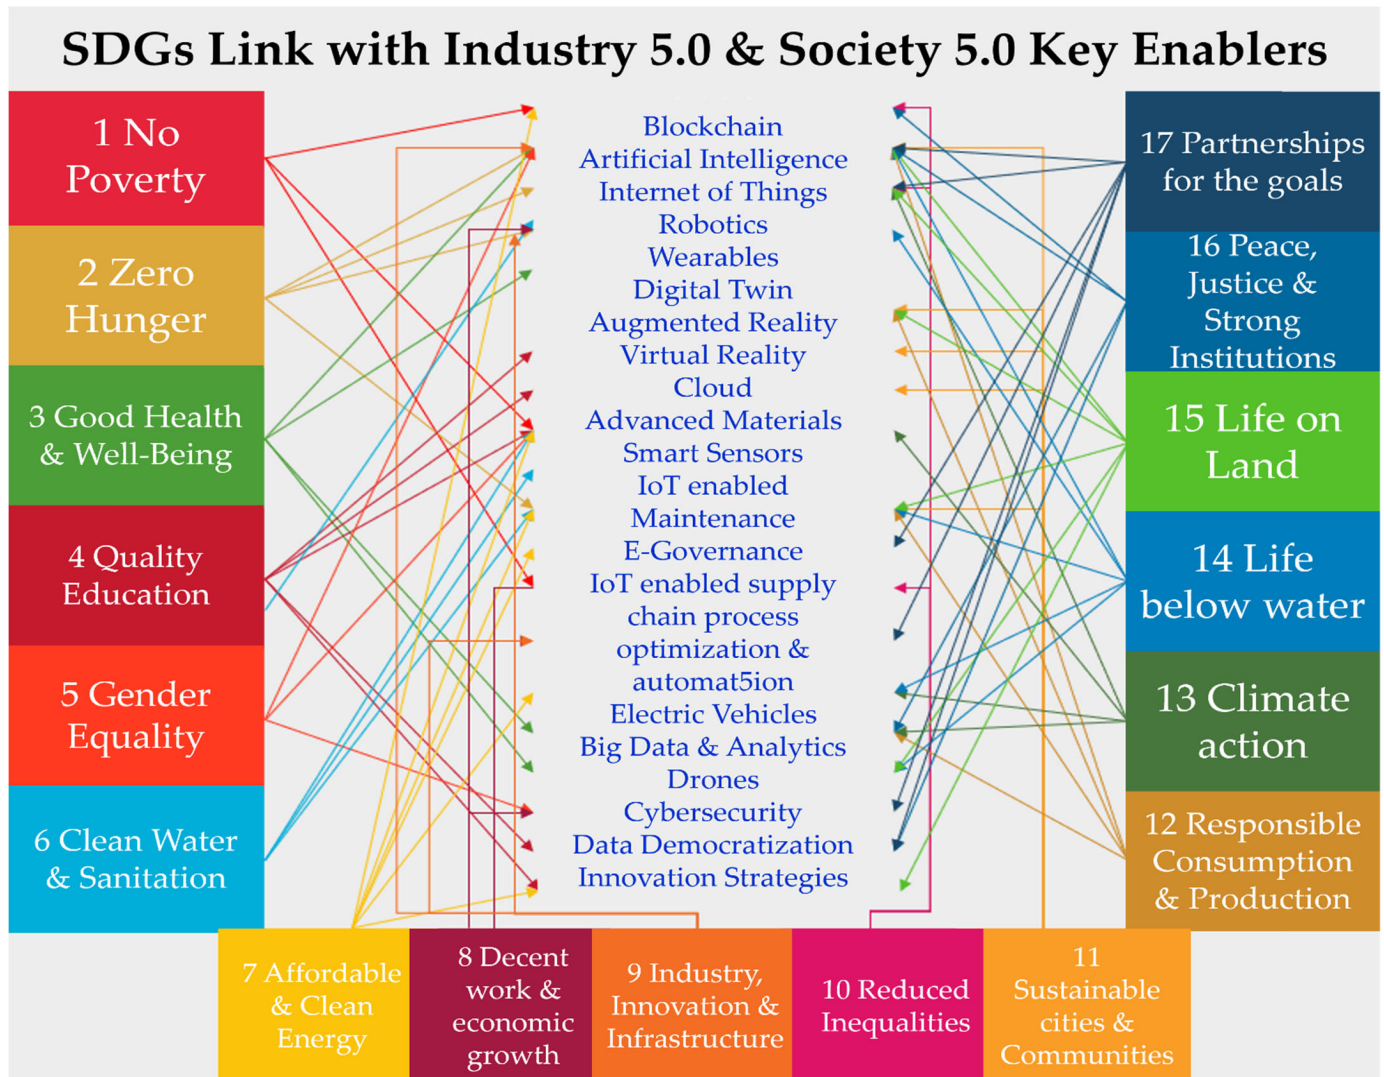 SDGs Link with Industry 5.0 & Society 5.0 Key Enablers
1 No
Poverty
2 Zero
Hunger
3 Good Health
& Well-Being
4 Quality
Education
5 Gender
Equality
6 Clean Water
& Sanitation
Blockchain
Artificial Intelligence
Internet of Things
Robotics
Wearables
Digital Twin
Augmented Reality
Virtual Reality
Cloud
Advanced Materials
Smart Sensors
IoT enabled
Maintenance
E-Governance
IoT enabled supply
chain process
optimization &
automat5ion
Electric Vehicles
Big Data & Analytics
Drones
Cybersecurity
Data Democratization
Innovation Strategies
17 Partnerships
for the goals
16 Peace,
Justice &
Strong
Institutions
15 Life on
Land
14 Life
below water
13 Climate
action
12 Responsible
Consumption
& Production
7 Affordable
& Clean
Energy
8 Decent
work &
economic
growth
9 Industry,
Innovation &
Infrastructure
10 Reduced
Inequalities
11
Sustainable
cities &
Communities